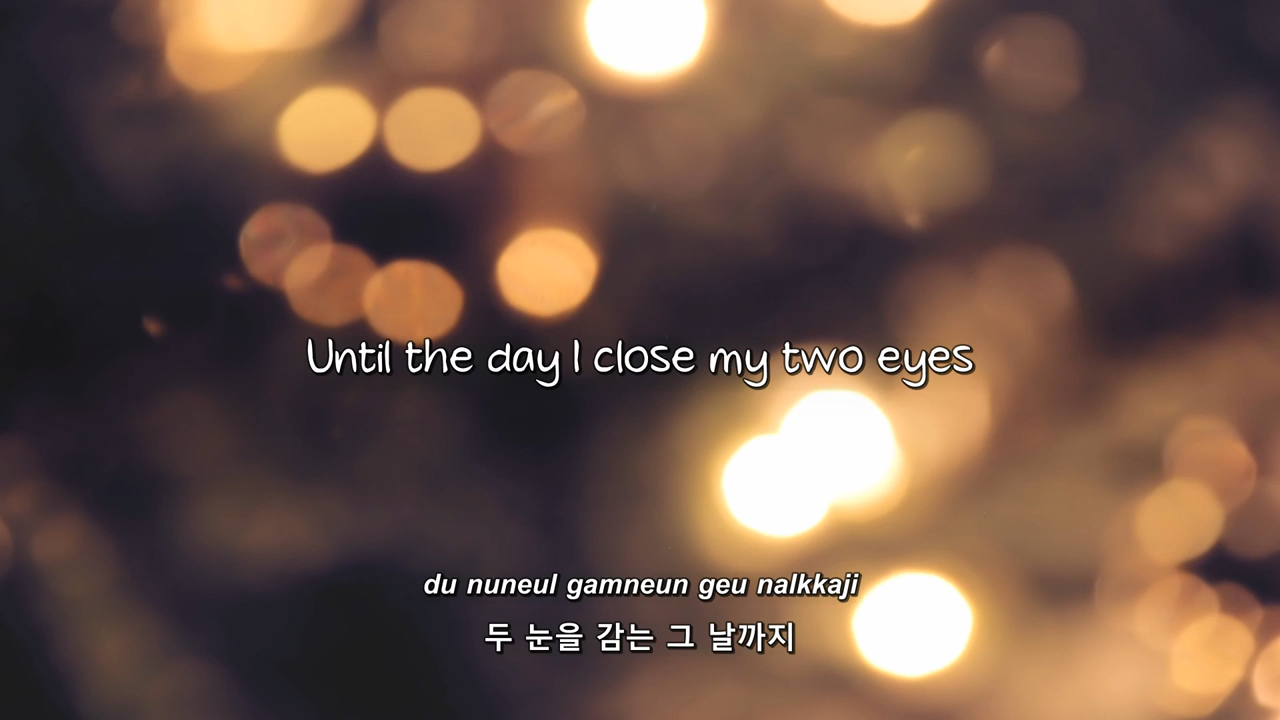 Until the day I close my two eyes
du nuneul gamneun geu nalkkaji
두 눈을 감는 그 날까지